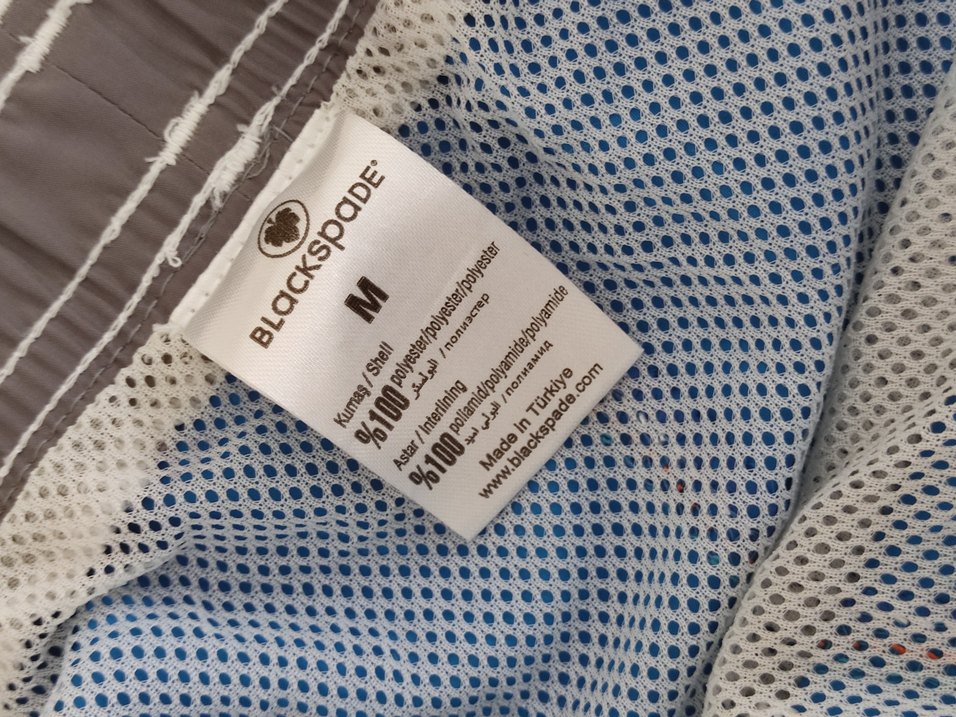 BLacKSpaDE®
M
Kumaş / Shell
%100 polyester/polyester/polyester
البوليستر / полиэстер
Astar / Interlining
%100 poliamid/polyamide/polyamide
البولي اميد / полиамид
Made in Türkiye
www.blackspade.com